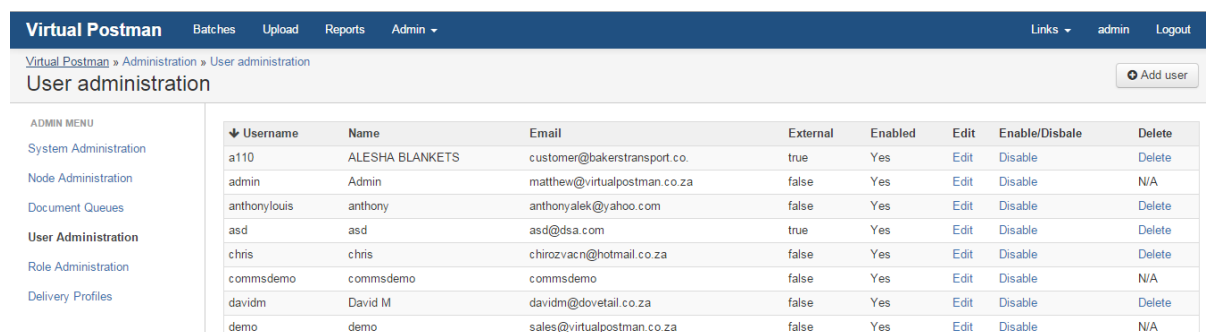 Virtual Postman Batches Upload Reports Admin Links admin Logout
Virtual Postman » Administration » User administration
User administration
Add user
ADMIN MENU
System Administration
Node Administration
Document Queues
User Administration
Role Administration
Delivery Profiles
Username Name Email External Enabled Edit Enable/Disbale Delete
a110 ALESHA BLANKETS customer@bakerstransport.co. true Yes Edit Disable Delete
admin Admin matthew@virtualpostman.co.za false Yes Edit Disable N/A
anthonylouis anthony anthonyalek@yahoo.com false Yes Edit Disable Delete
asd asd asd@dsa.com true Yes Edit Disable Delete
chris chris chirozvacn@hotmail.co.za false Yes Edit Disable Delete
commsdemo commsdemo commsdemo false Yes Edit Disable N/A
davidm David M davidm@dovetail.co.za false Yes Edit Disable Delete
demo demo sales@virtualpostman.co.za false Yes Edit Disable N/A